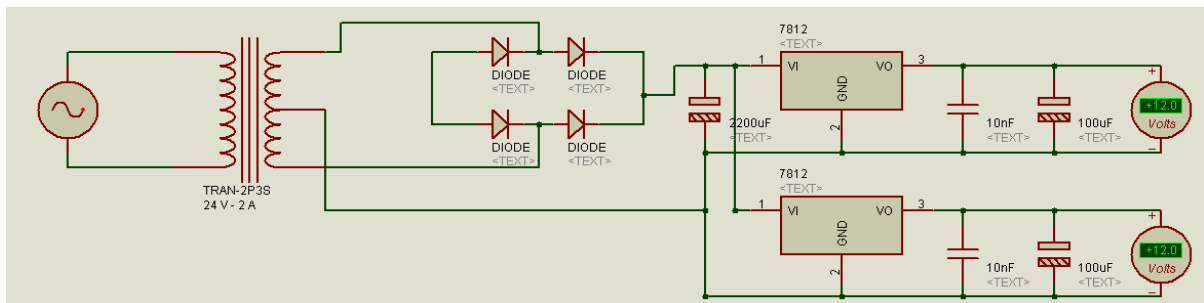 7812
<TEXT>
1
VI
VO
3
GND
2
DIODE
<TEXT>
DIODE
<TEXT>
DIODE
<TEXT>
DIODE
<TEXT>
2200uF
<TEXT>
10nF
<TEXT>
100uF
<TEXT>
+
+12.0
Volts
−
TRAN-2P3S
24 V - 2 A
7812
<TEXT>
1
VI
VO
3
GND
2
10nF
<TEXT>
100uF
<TEXT>
+
+12.0
Volts
−